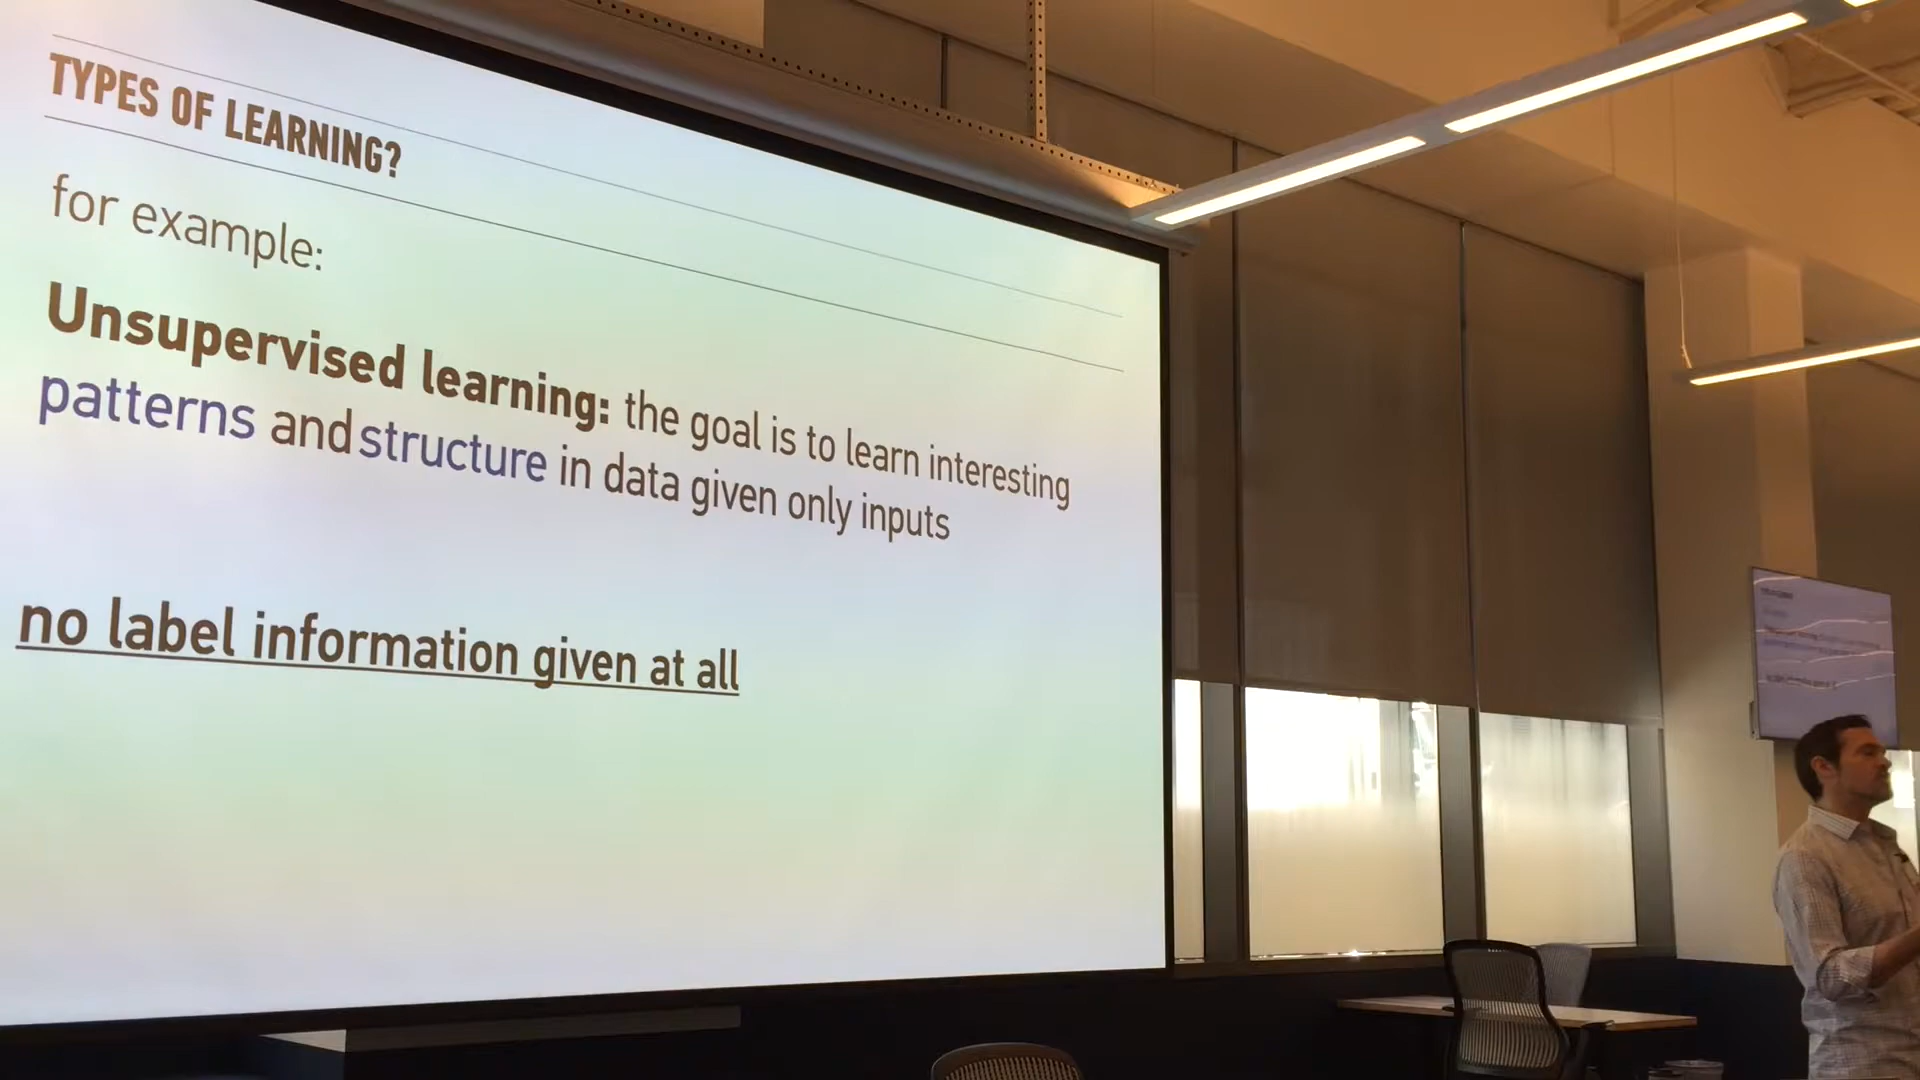 TYPES OF LEARNING?
for example:
Unsupervised learning: the goal is to learn interesting
patterns and structure in data given only inputs
no label information given at all